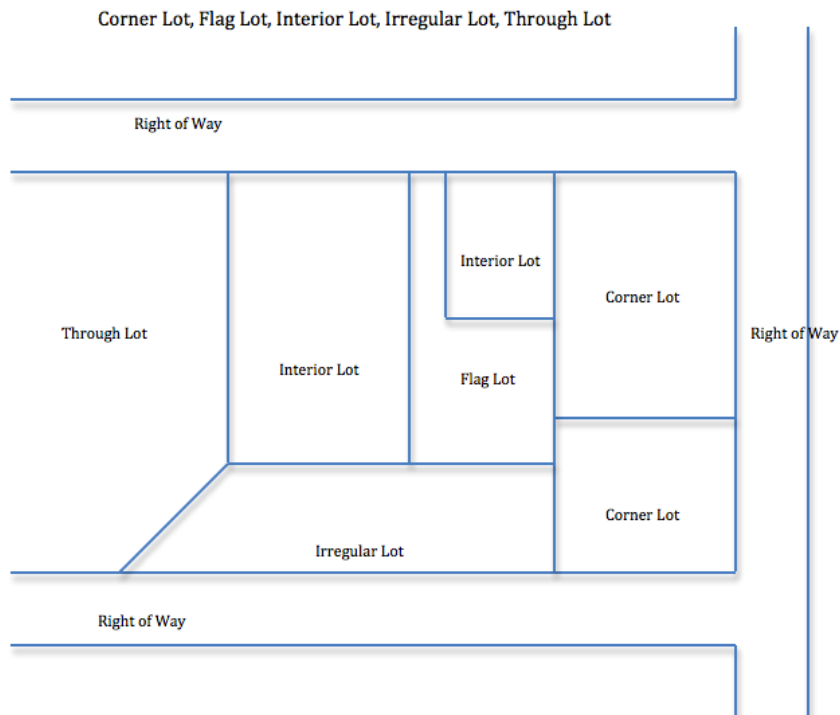 Corner Lot, Flag Lot, Interior Lot, Irregular Lot, Through Lot
Right of Way
Interior Lot
Corner Lot
Through Lot
Right of Way
Interior Lot
Flag Lot
Corner Lot
Irregular Lot
Right of Way